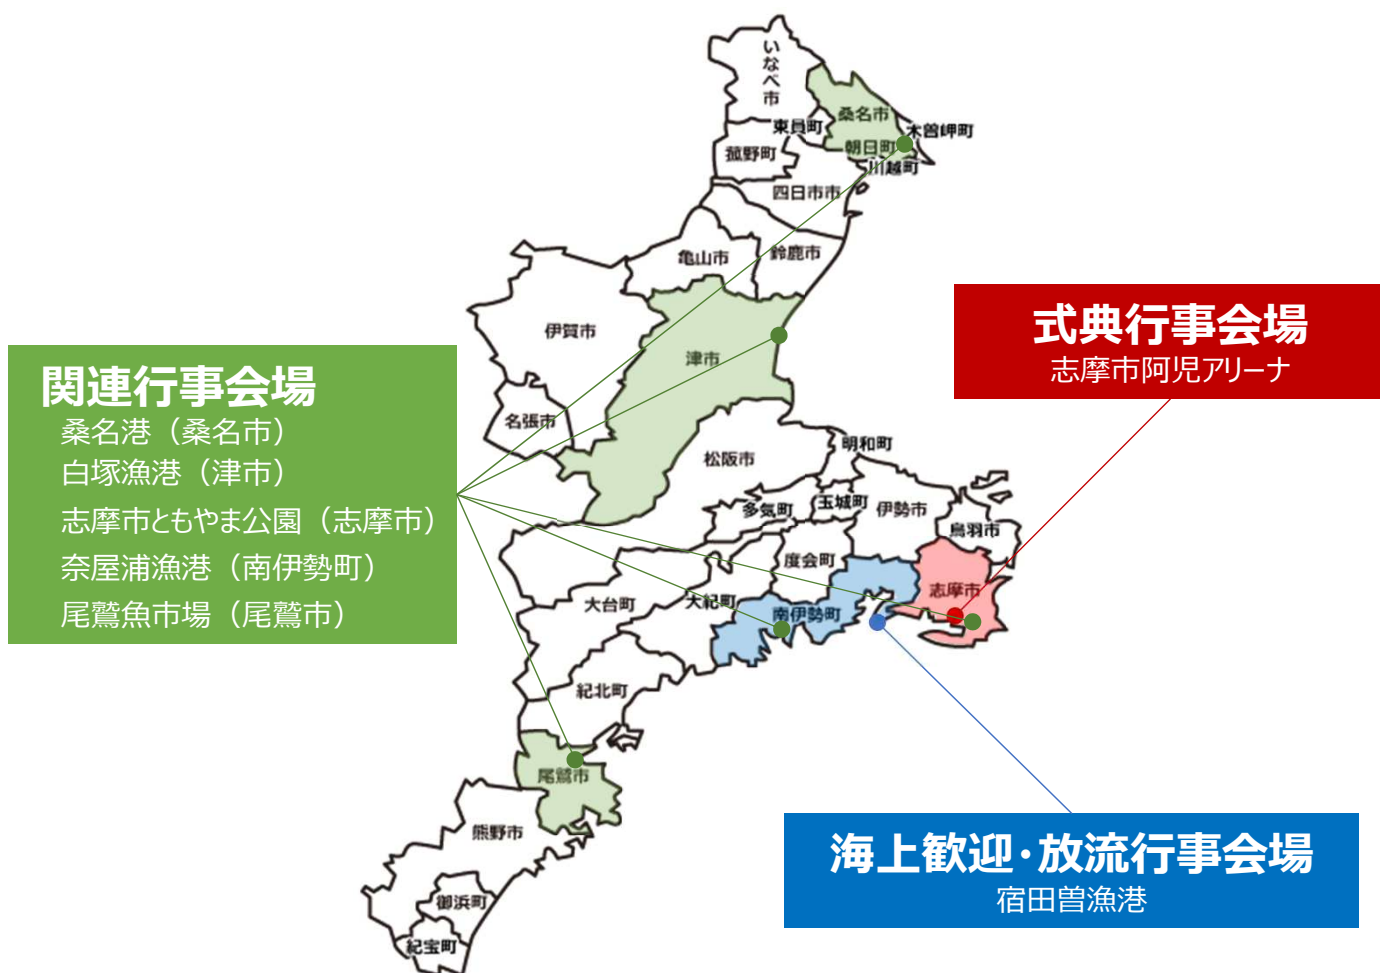 いなべ市
桑名市
東員町
木曽岬町
朝日町
菰野町
川越町
四日市市
亀山市
鈴鹿市
伊賀市
津市
式典行事会場
志摩市阿児アリーナ
関連行事会場
桑名港（桑名市）
白塚漁港（津市）
志摩市ともやま公園（志摩市）
奈屋浦漁港（南伊勢町）
尾鷲魚市場（尾鷲市）
名張市
松阪市
明和町
多気町
玉城町
伊勢市
鳥羽市
度会町
志摩市
大台町
大紀町
南伊勢町
紀北町
尾鷲市
熊野市
御浜町
紀宝町
海上歓迎・放流行事会場
宿田曽漁港